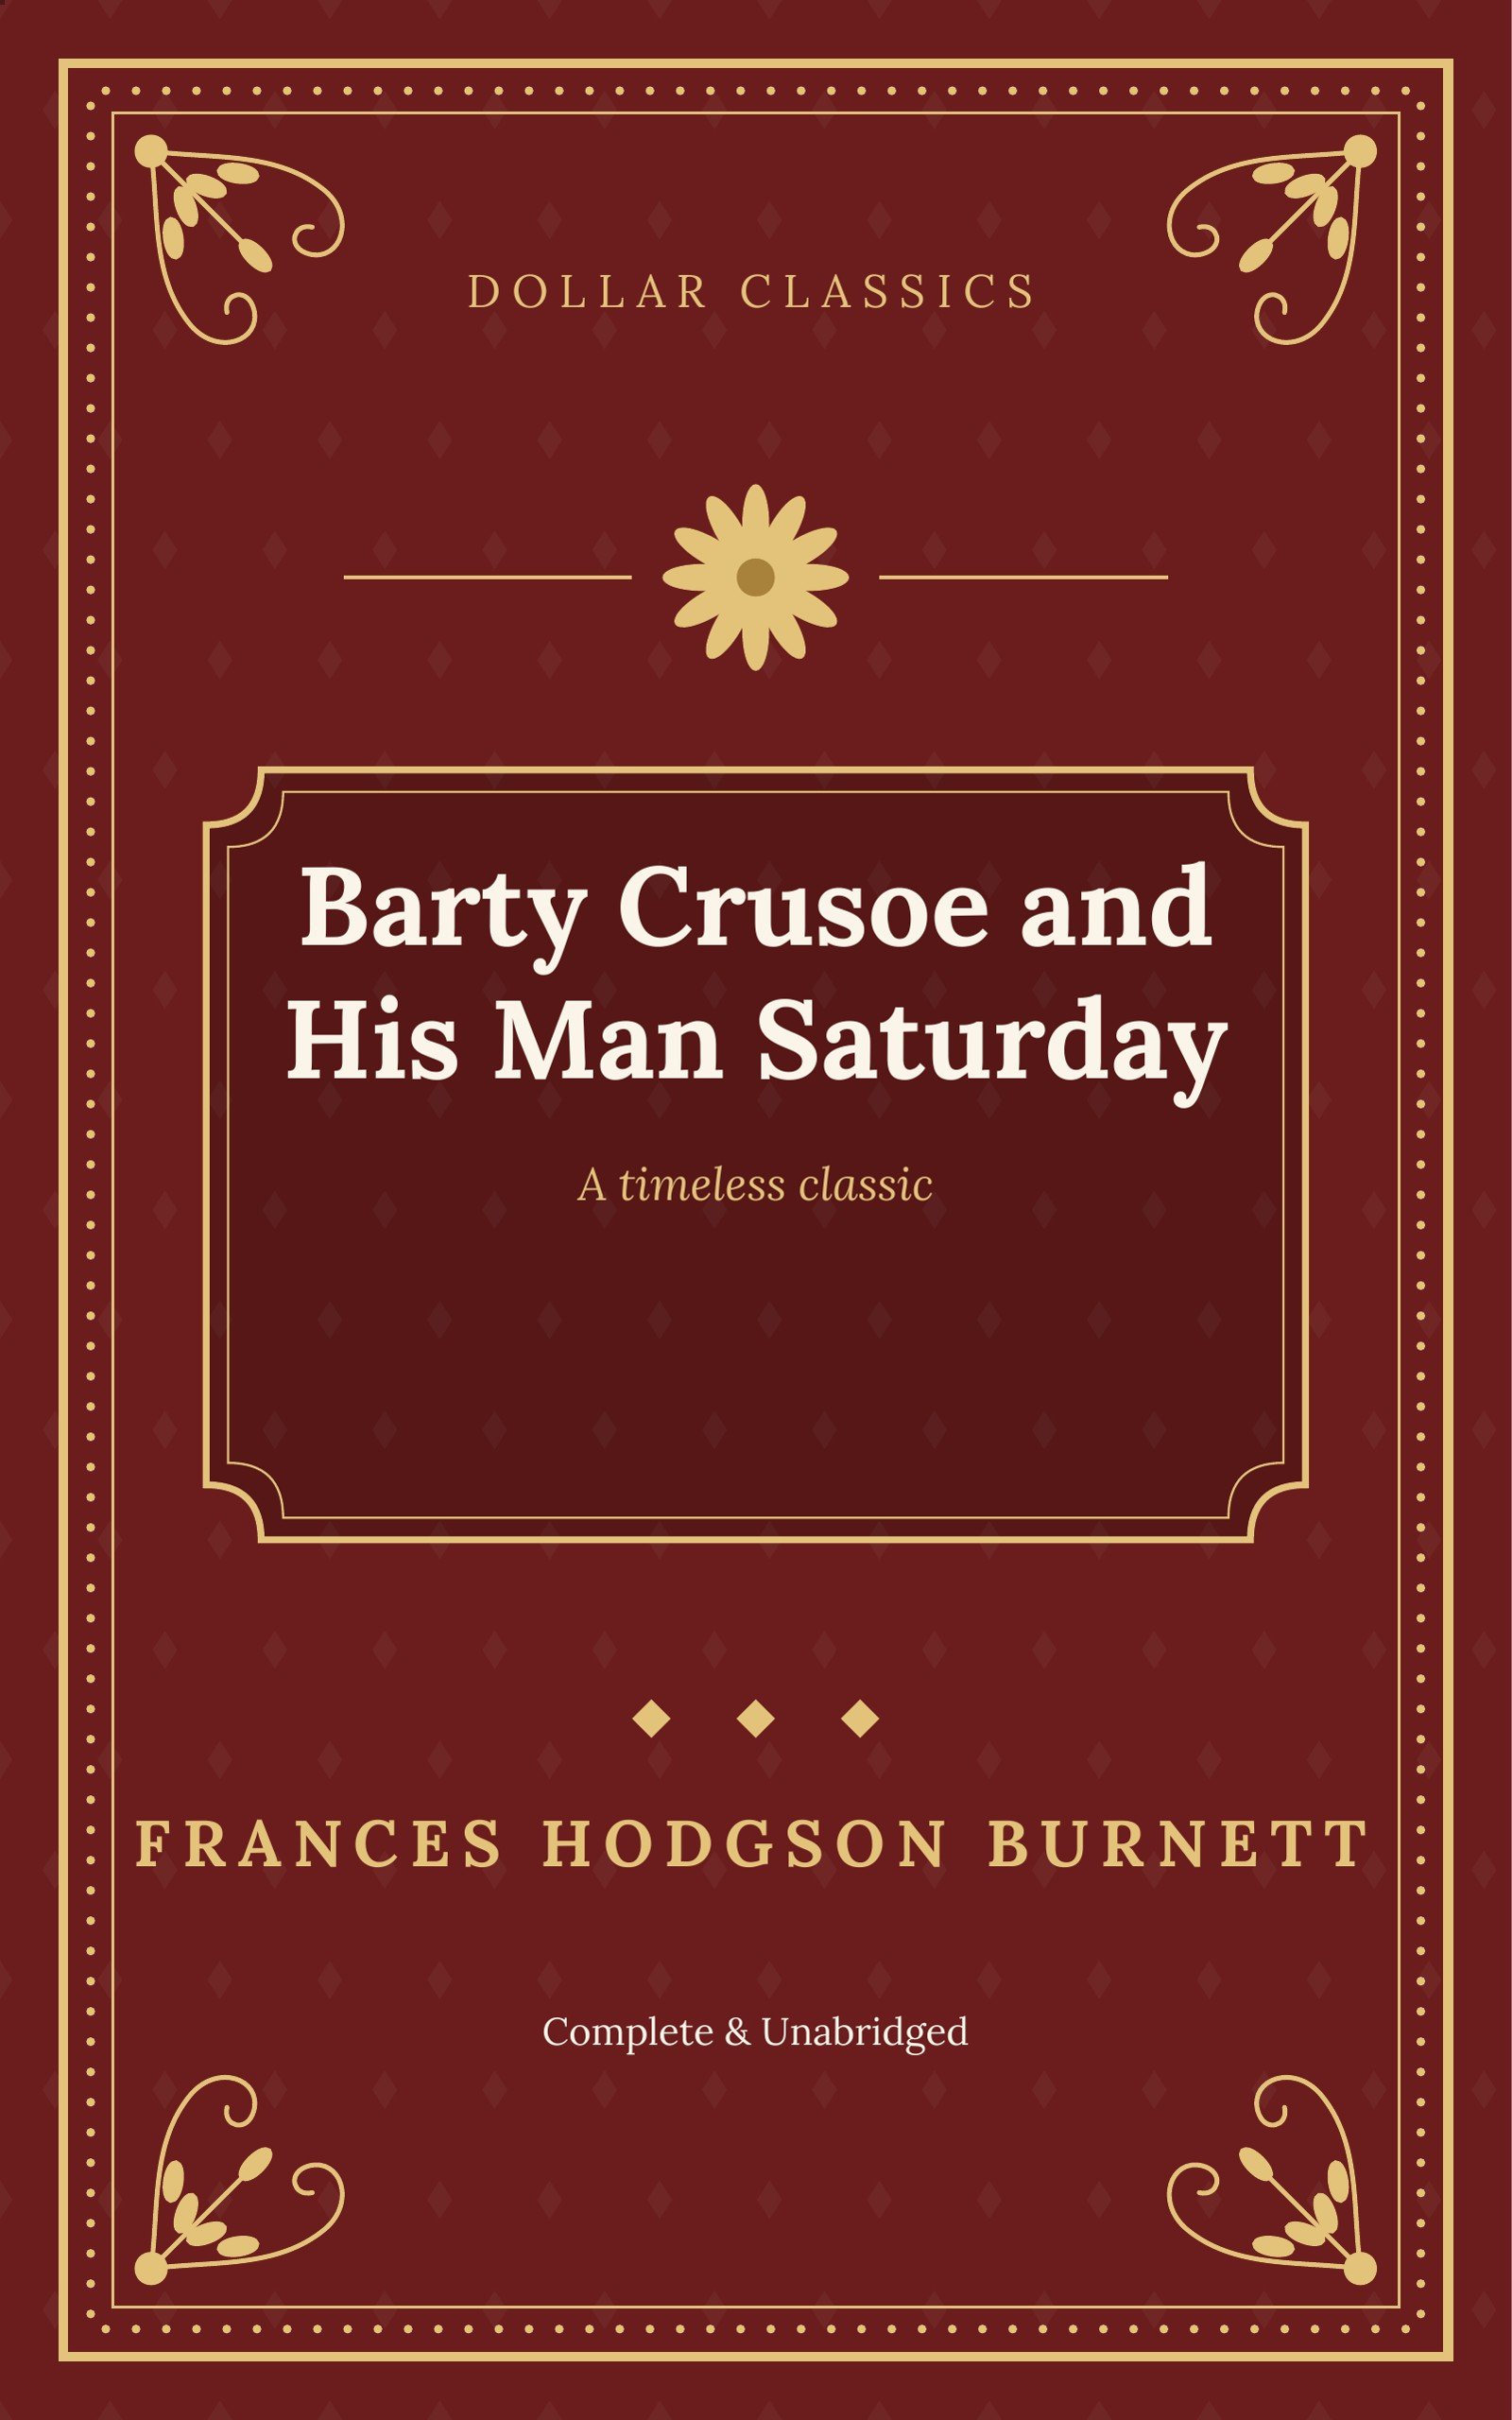 DOLLAR CLASSICS
Barty Crusoe and
His Man Saturday
A timeless classic
FRANCES HODGSON BURNETT
Complete & Unabridged